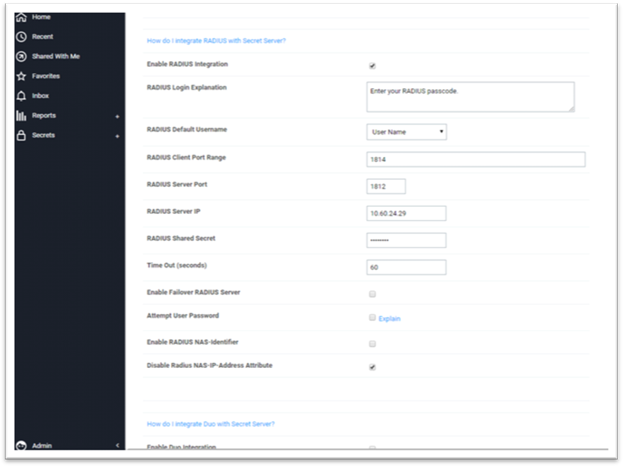 Home
Recent
Shared With Me
Favorites
Inbox
Reports +
Secrets +
Admin <
How do I integrate RADIUS with Secret Server?
Enable RADIUS Integration
RADIUS Login Explanation Enter your RADIUS passcode.
RADIUS Default Username User Name
RADIUS Client Port Range 1814
RADIUS Server Port 1812
RADIUS Server IP 10.60.24.29
RADIUS Shared Secret
Time Out (seconds) 60
Enable Failover RADIUS Server
Attempt User Password Explain
Enable RADIUS NAS-Identifier
Disable Radius NAS-IP-Address Attribute
How do I integrate Duo with Secret Server?
Enable Duo Integration